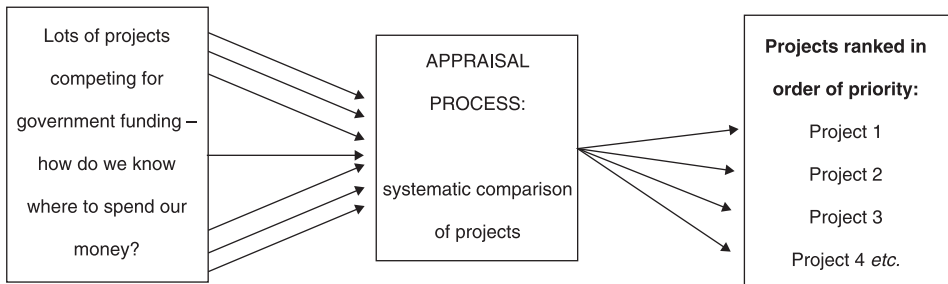 Lots of projects
competing for
government funding –
how do we know
where to spend our
money?
APPRAISAL
PROCESS:
systematic comparison
of projects
Projects ranked in
order of priority:
Project 1
Project 2
Project 3
Project 4 etc.